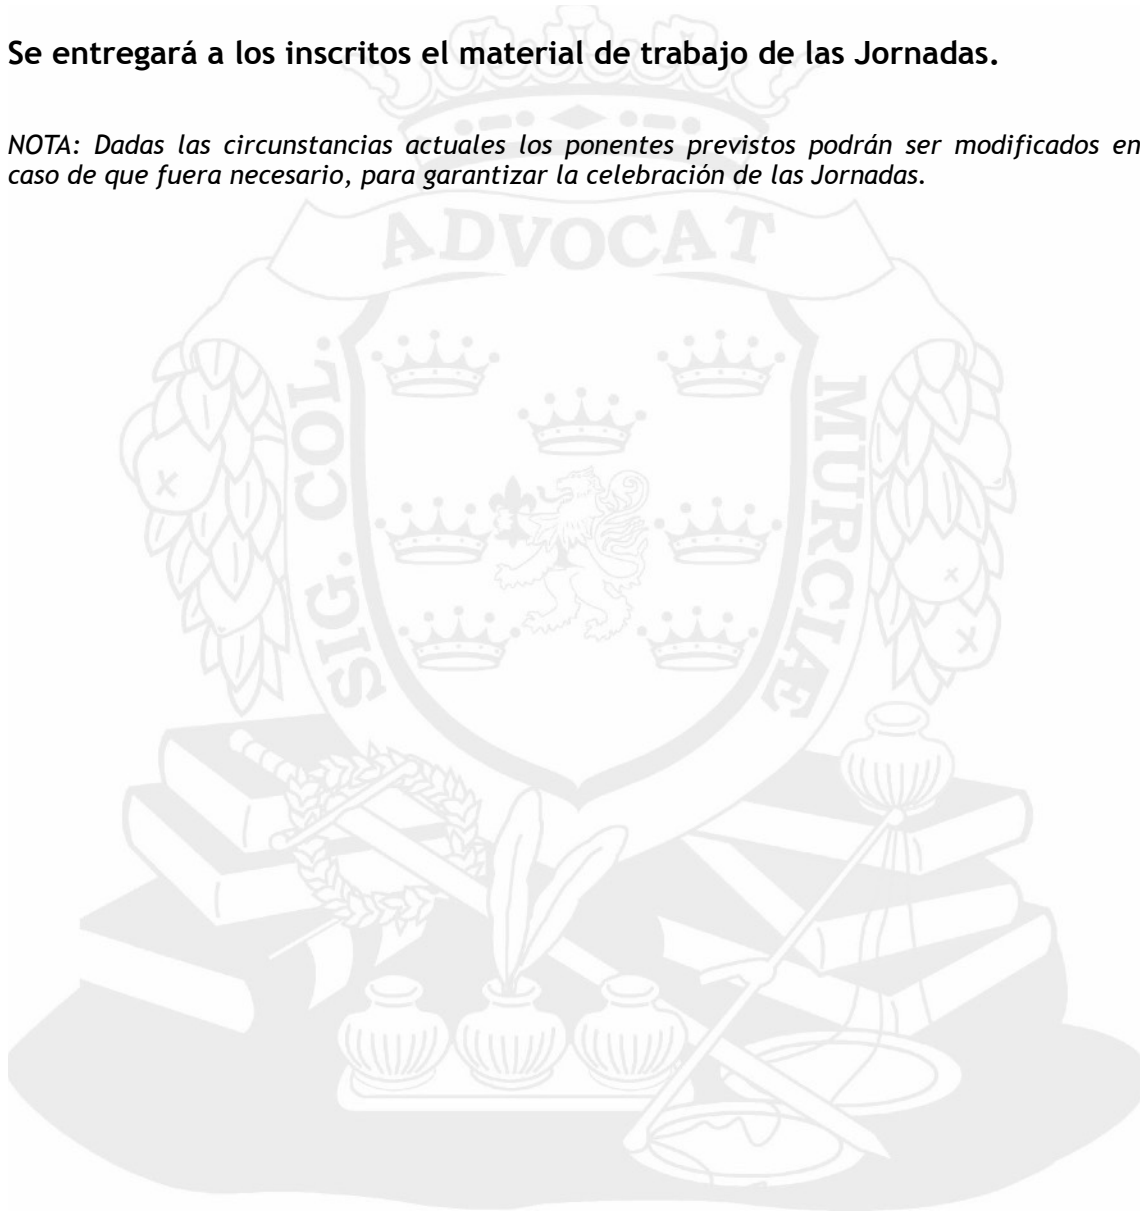 Se entregará a los inscritos el material de trabajo de las Jornadas.
NOTA: Dadas las circunstancias actuales los ponentes previstos podrán ser modificados en
caso de que fuera necesario, para garantizar la celebración de las Jornadas.
ADVOCAT
SIG. COL.
MURCIÆ